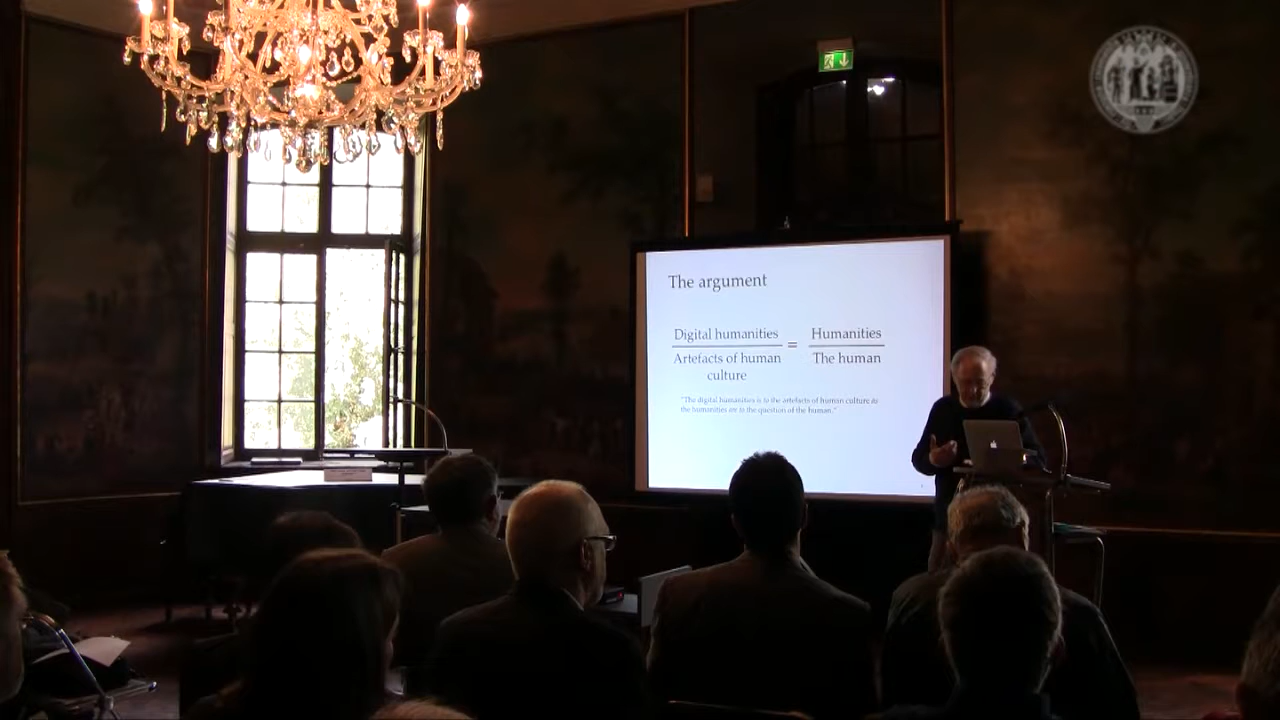 The argument
Digital humanities = Humanities
Artefacts of human The human
culture
"The digital humanities is to the artefacts of human culture as
the humanities are to the question of the human."